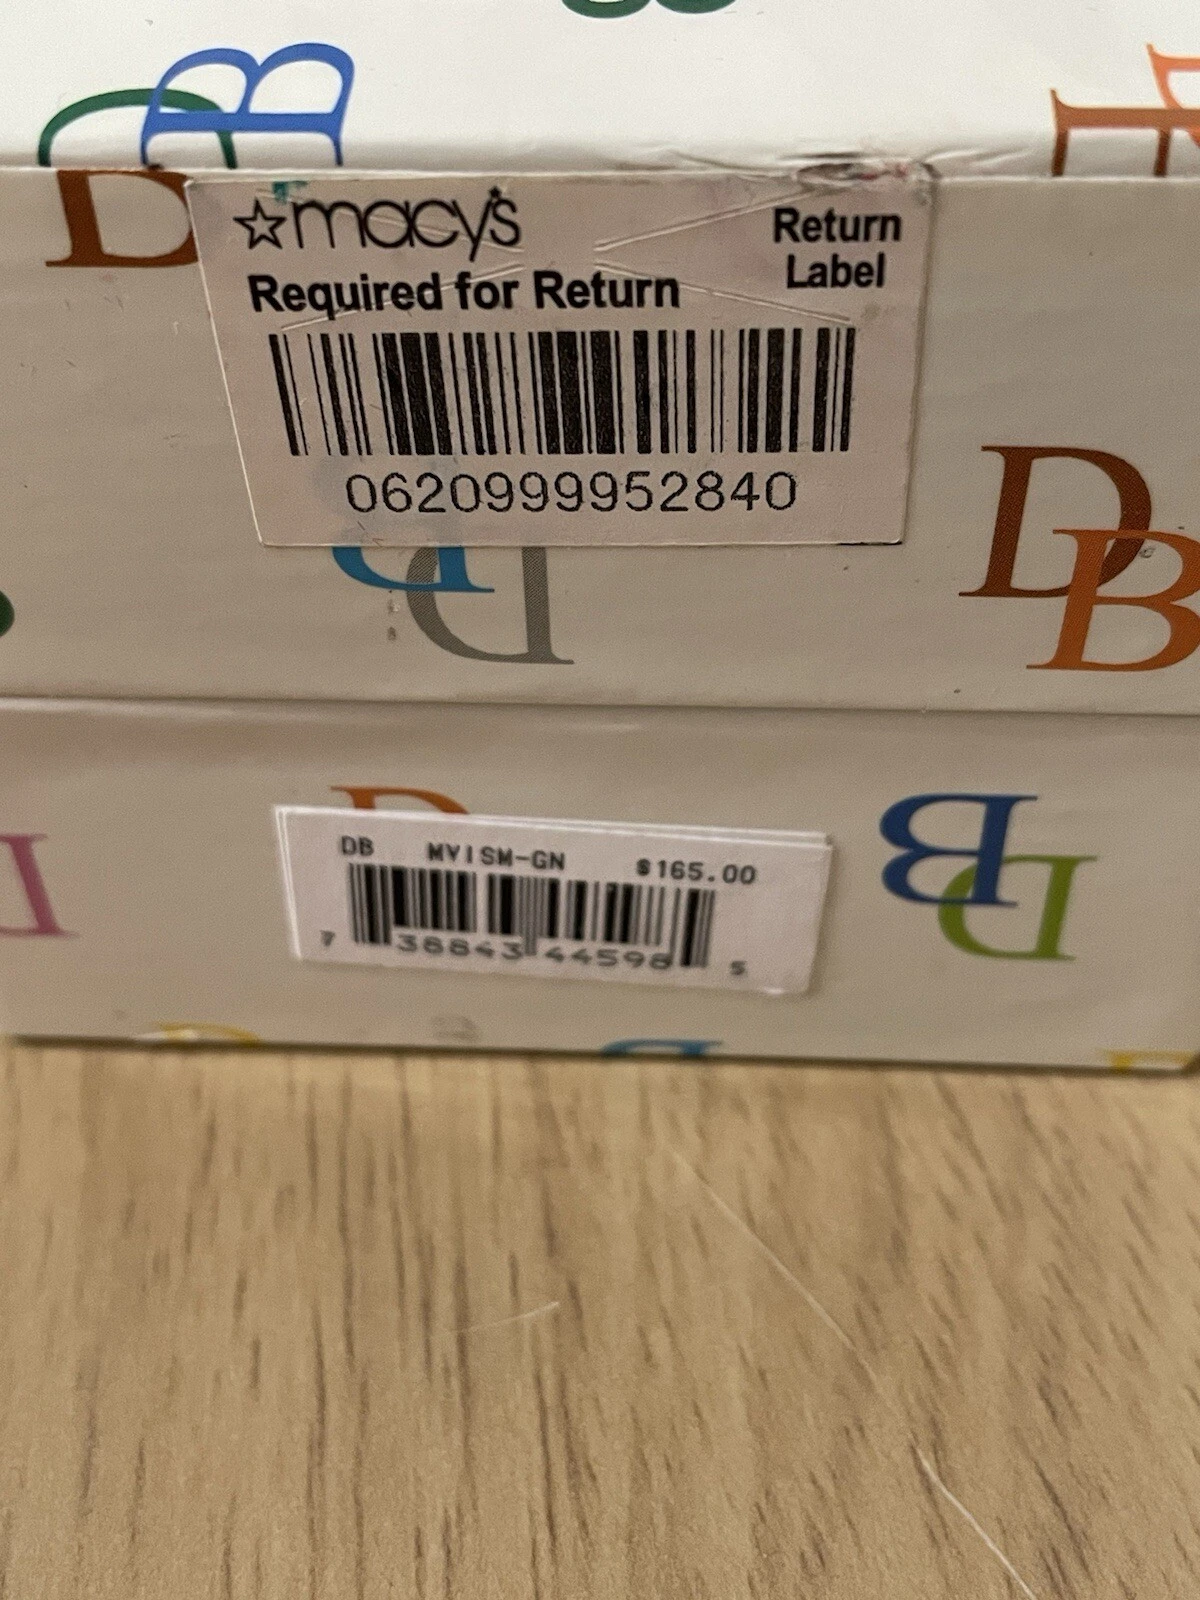 B
D
macy's
Return
Label
Required for Return
0620999952840
D
B
D
DB MVISM-GN $165.00
7 38843 44598 5
B
D